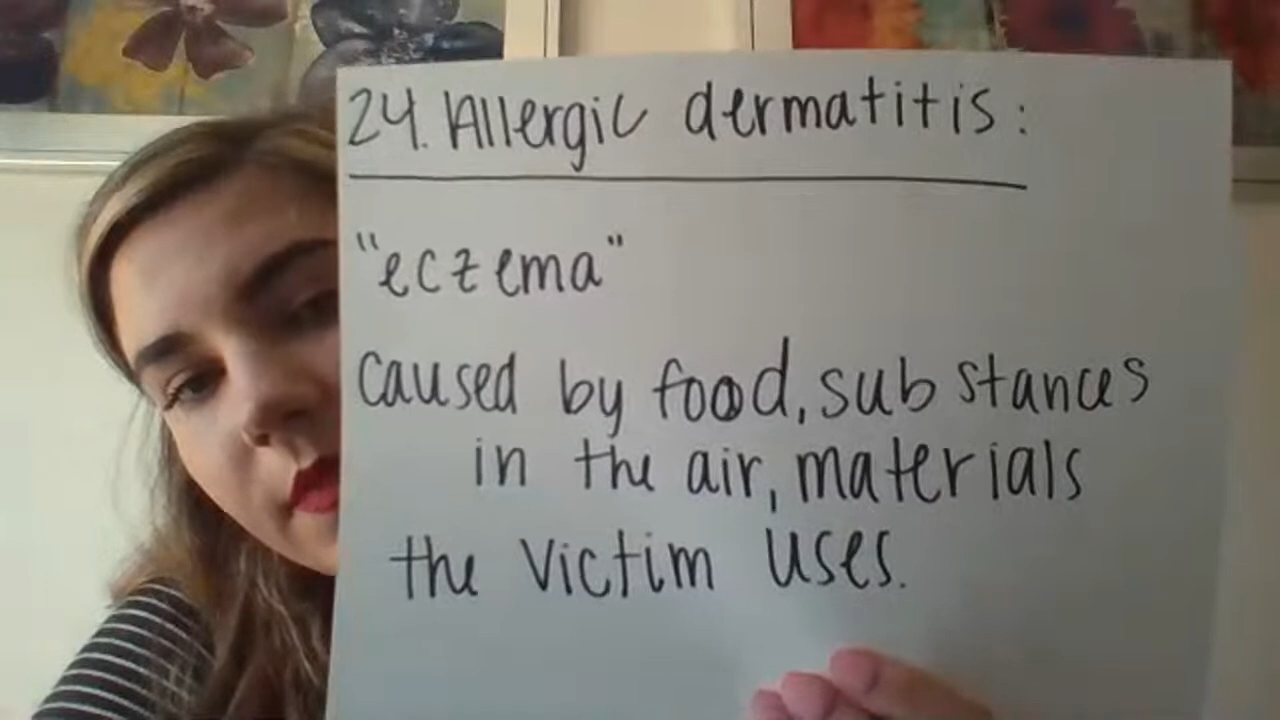 24. Allergic dermatitis:
"eczema"
caused by food, substances
in the air, materials
the victim uses.